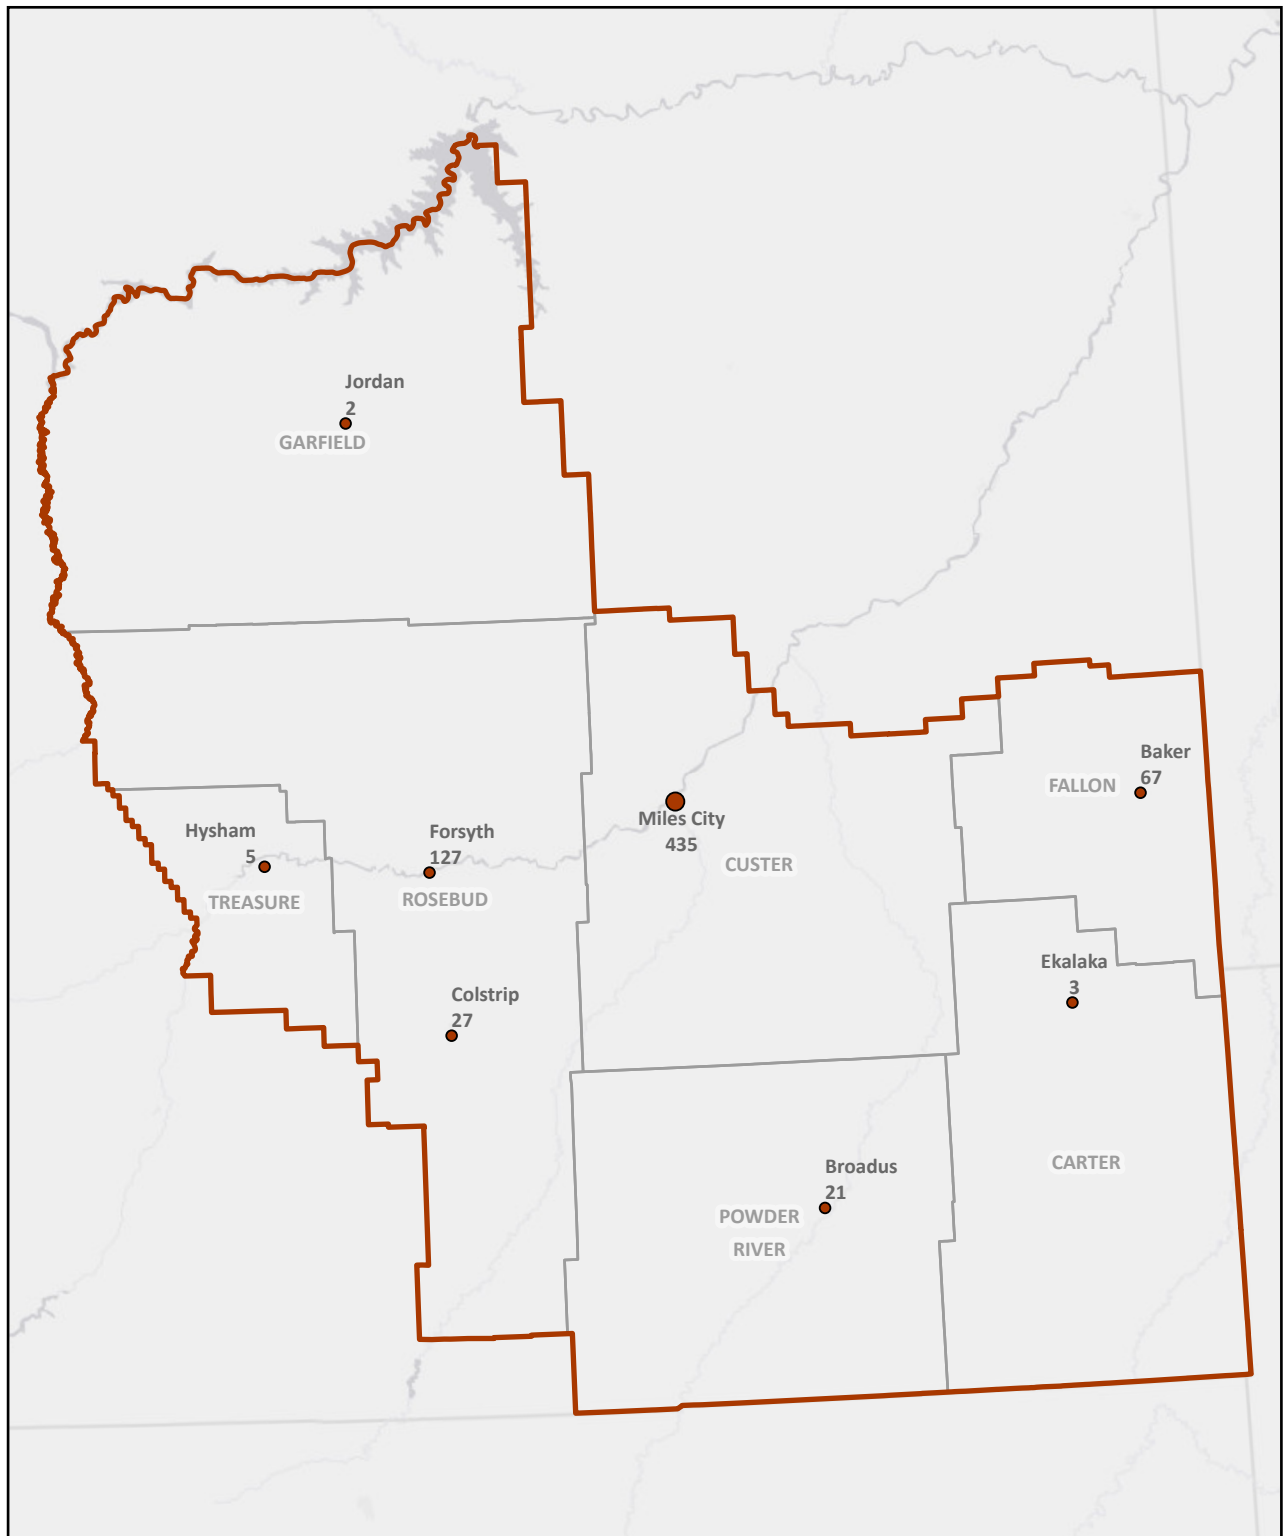 Jordan
2
GARFIELD
Baker
67
FALLON
Miles City
435
CUSTER
Hysham
5
TREASURE
Forsyth
127
ROSEBUD
Ekalaka
3
Colstrip
27
CARTER
Broadus
21
POWDER
RIVER